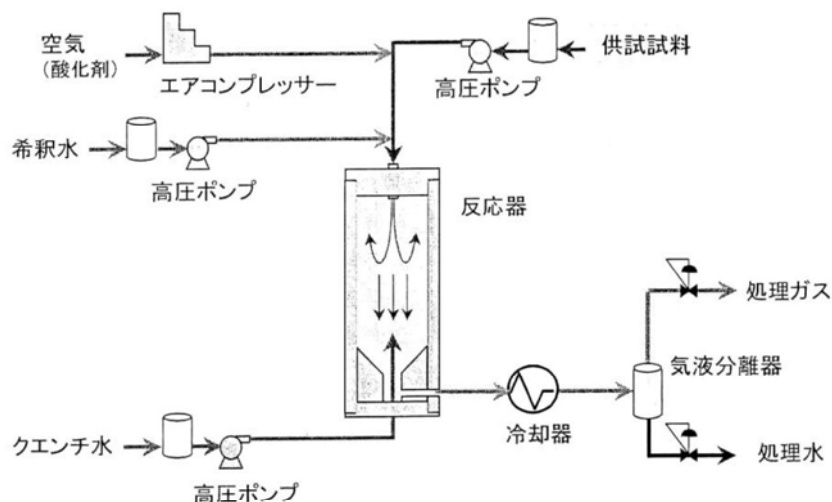 空気
(酸化剤)
エアコンプレッサー
供試試料
高圧ポンプ
希釈水
高圧ポンプ
反応器
処理ガス
気液分離器
冷却器
クエンチ水
高圧ポンプ
処理水